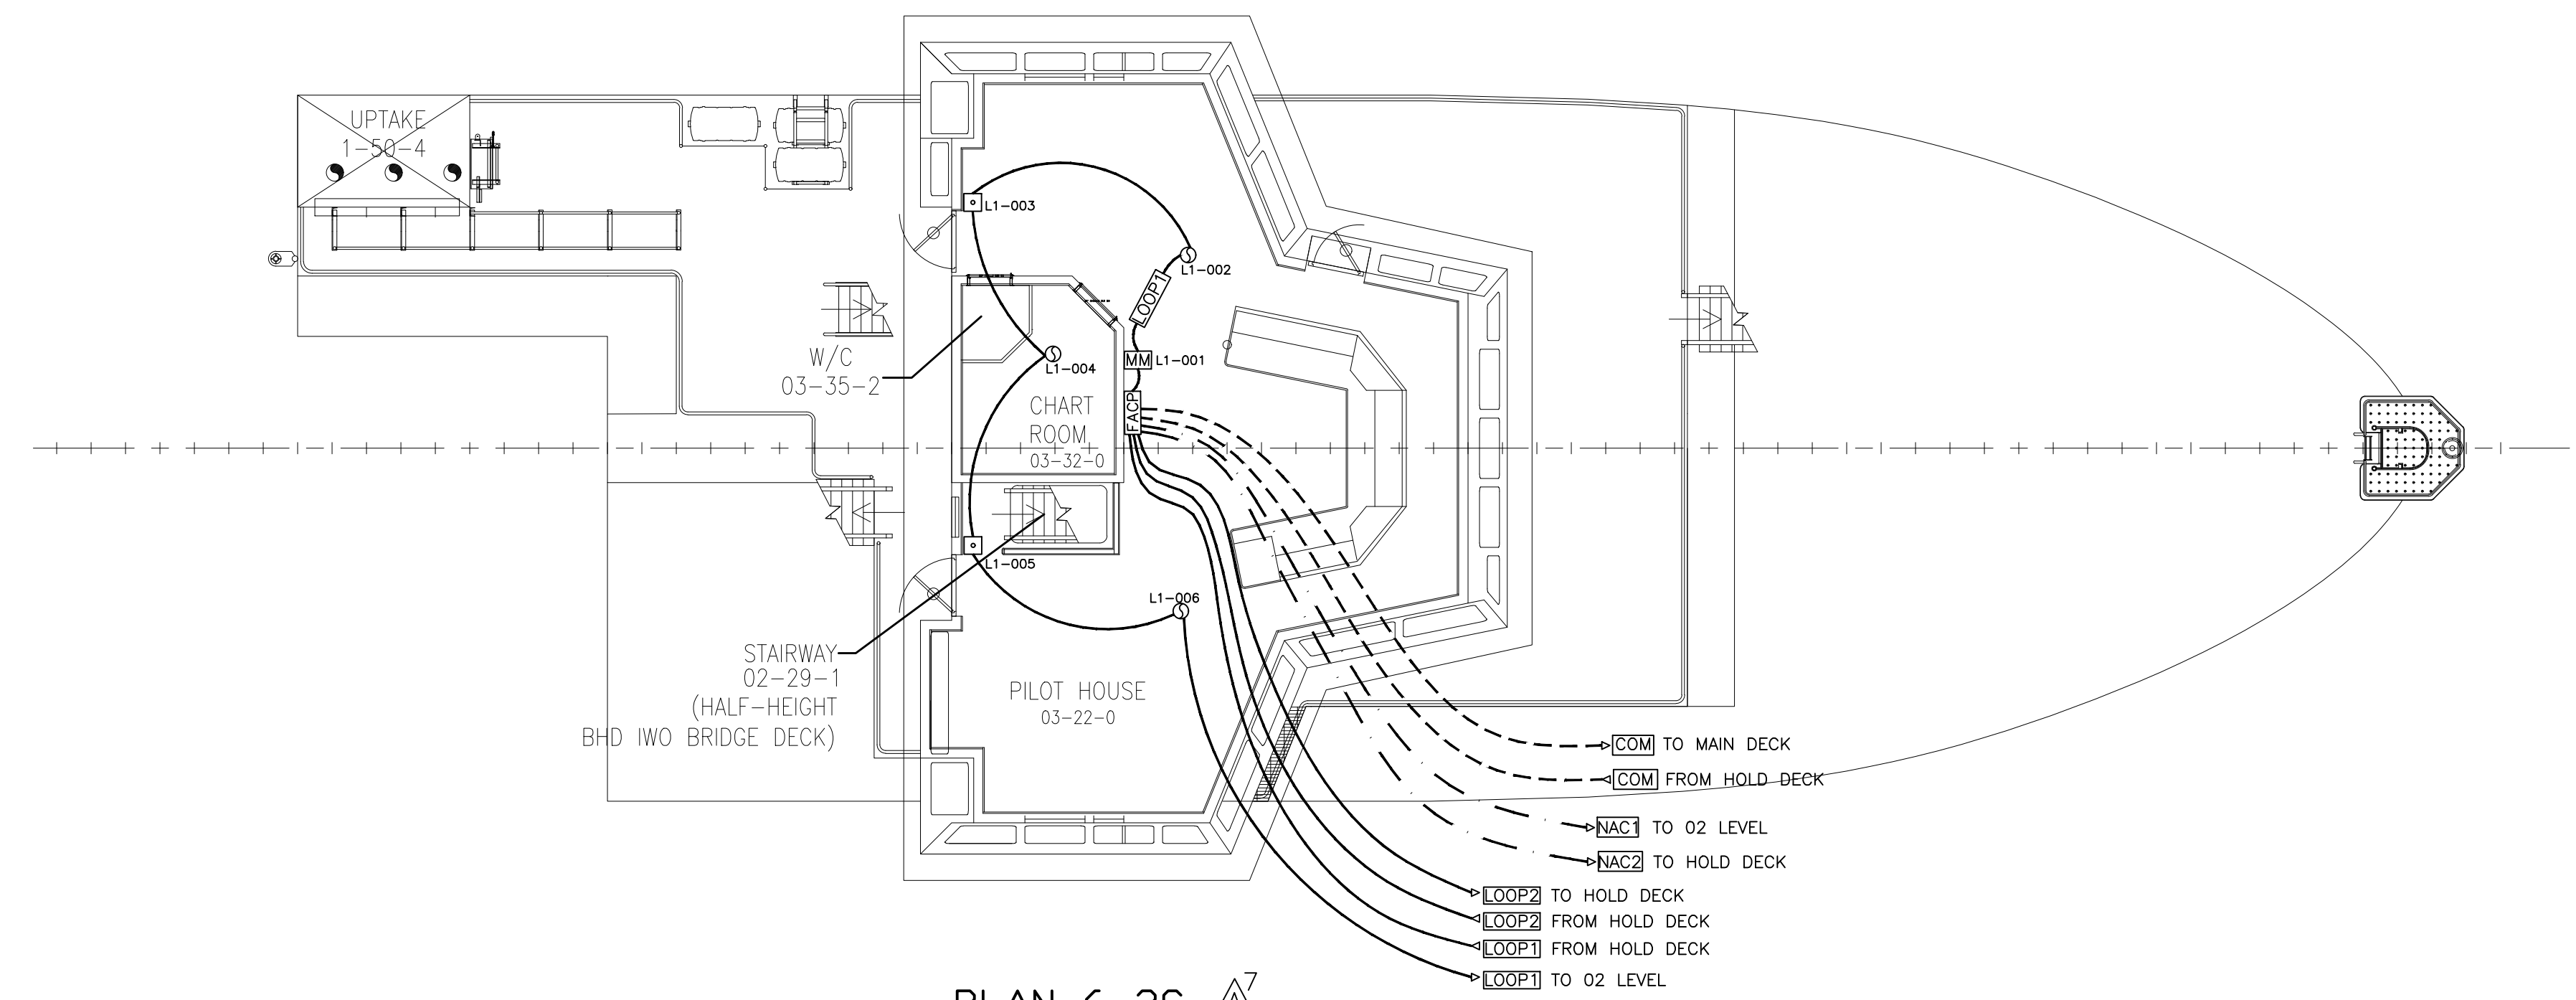 UPTAKE
1-50-4
L1-003
L1-002
LOOP1
MM L1-001
L1-004
FACP
W/C
03-35-2
CHART
ROOM
03-32-0
L1-005
L1-006
STAIRWAY
02-29-1
(HALF-HEIGHT
BHD IWO BRIDGE DECK)
PILOT HOUSE
03-22-0
COM TO MAIN DECK
COM FROM HOLD DECK
NAC1 TO 02 LEVEL
NAC2 TO HOLD DECK
LOOP2 TO HOLD DECK
LOOP2 FROM HOLD DECK
LOOP1 FROM HOLD DECK
LOOP1 TO 02 LEVEL
7